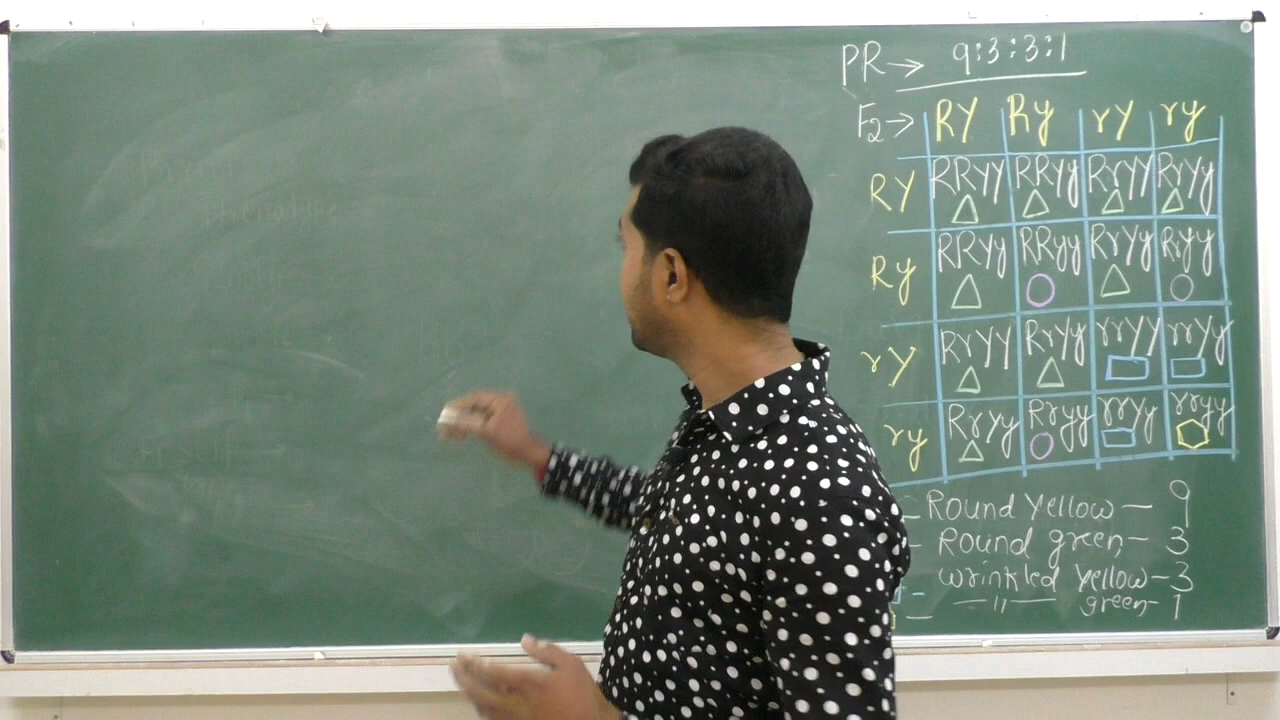 PR→ 9:3:3:1
F2→ RY Ry rY ry
RY RRYY RRYy RrYY RrYy
Ry RRYy RRyy RrYy Rryy
rY RrYY RrYy rrYY rrYy
ry RrYy Rryy rrYy rryy
– Round Yellow – 9
– Round green – 3
– wrinkled Yellow – 3
– –〃– green – 1